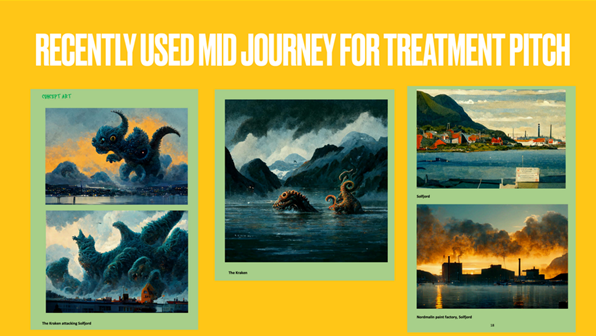 RECENTLY USED MID JOURNEY FOR TREATMENT PITCH
CONCEPT ART
The Kraken attacking Solfjord
The Kraken
Solfjord
Nordmalin paint factory, Solfjord
18